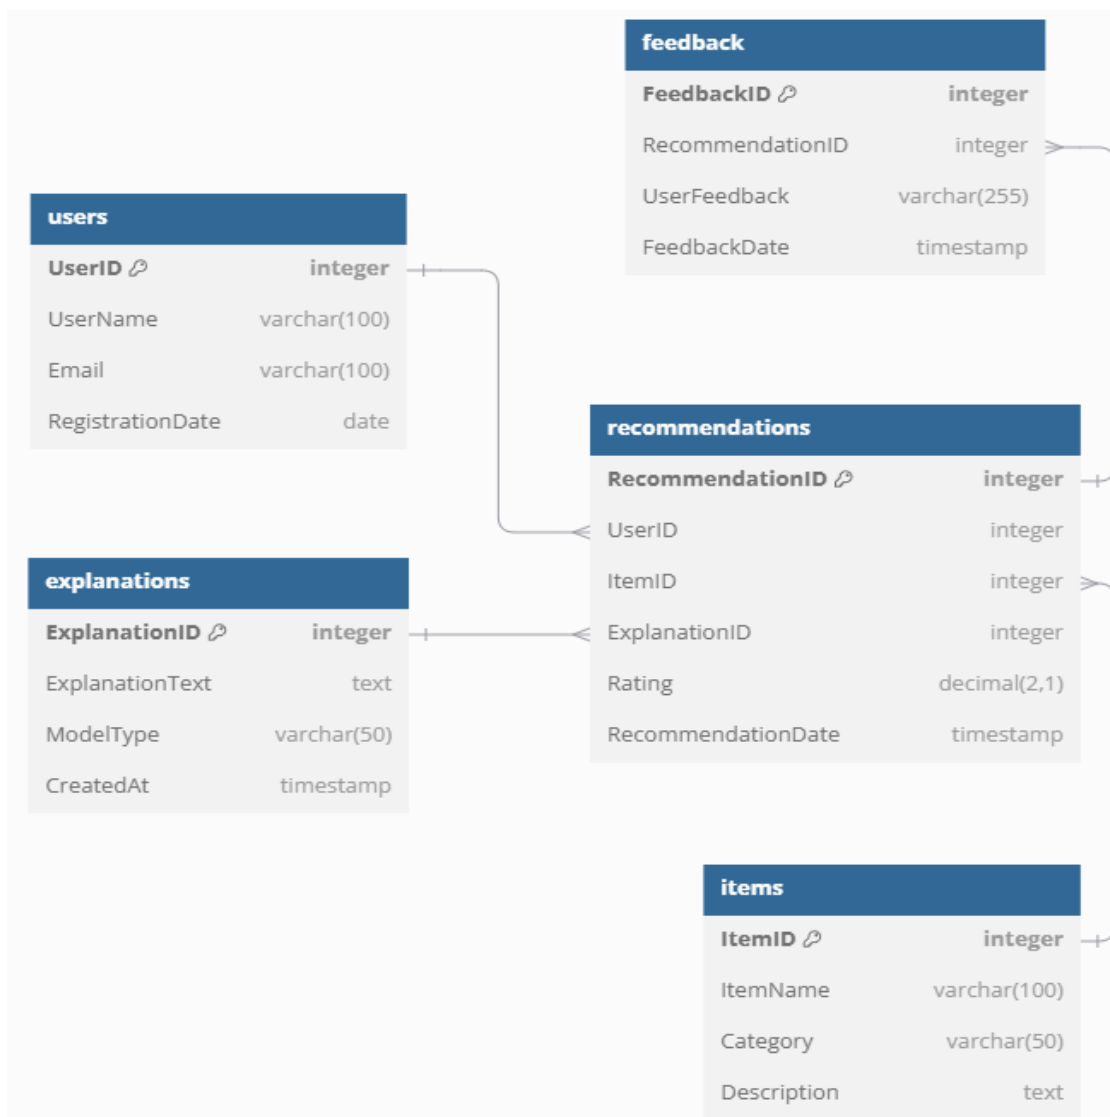 feedback
FeedbackID integer
RecommendationID integer
UserFeedback varchar(255)
FeedbackDate timestamp
users
UserID integer
UserName varchar(100)
Email varchar(100)
RegistrationDate date
recommendations
RecommendationID integer
UserID integer
ItemID integer
ExplanationID integer
Rating decimal(2,1)
RecommendationDate timestamp
explanations
ExplanationID integer
ExplanationText text
ModelType varchar(50)
CreatedAt timestamp
items
ItemID integer
ItemName varchar(100)
Category varchar(50)
Description text